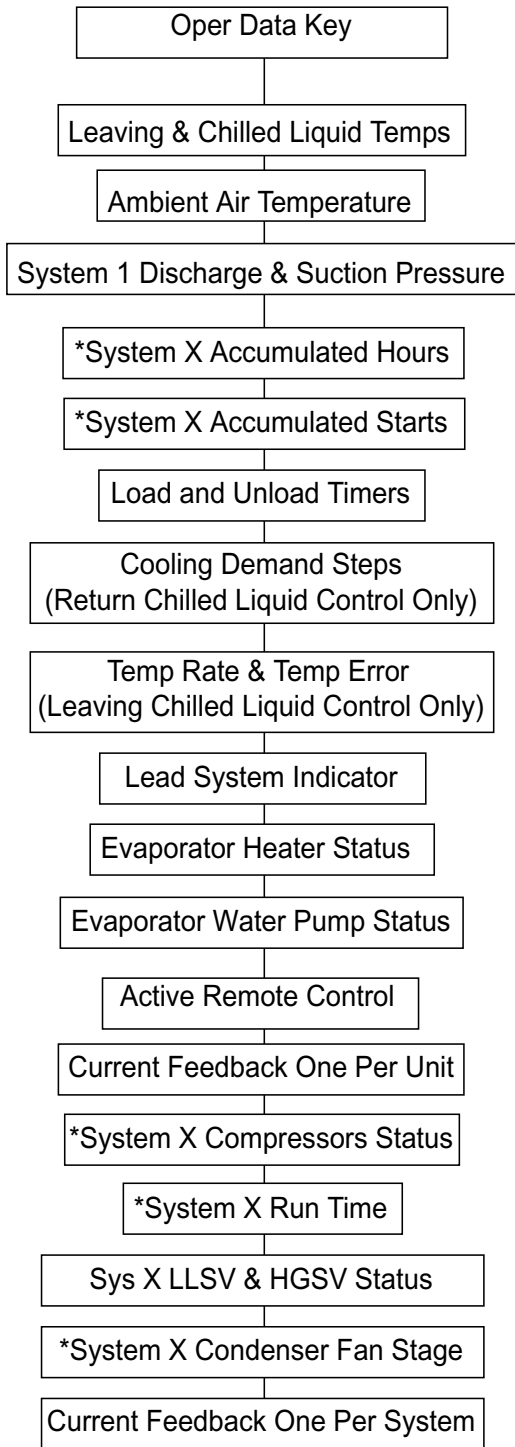 Oper Data Key
Leaving & Chilled Liquid Temps
Ambient Air Temperature
System 1 Discharge & Suction Pressure
*System X Accumulated Hours
*System X Accumulated Starts
Load and Unload Timers
Cooling Demand Steps
(Return Chilled Liquid Control Only)
Temp Rate & Temp Error
(Leaving Chilled Liquid Control Only)
Lead System Indicator
Evaporator Heater Status
Evaporator Water Pump Status
Active Remote Control
Current Feedback One Per Unit
*System X Compressors Status
*System X Run Time
Sys X LLSV & HGSV Status
*System X Condenser Fan Stage
Current Feedback One Per System